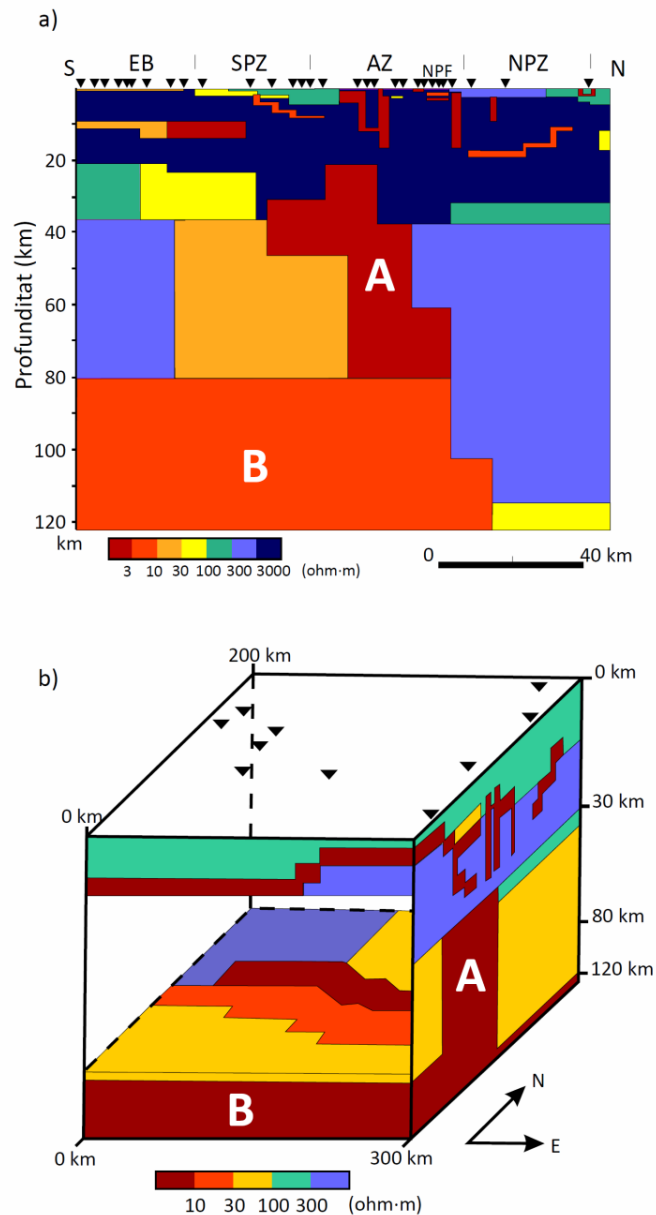 a)
S EB SPZ AZ NPF NPZ N
Profunditat (km)
20
40
60
80
100
120
A
B
km
3 10 30 100 300 3000 (ohm·m)
0 40 km
b)
200 km
0 km
0 km
30 km
80 km
120 km
A
B
N
E
0 km 300 km
10 30 100 300 (ohm·m)